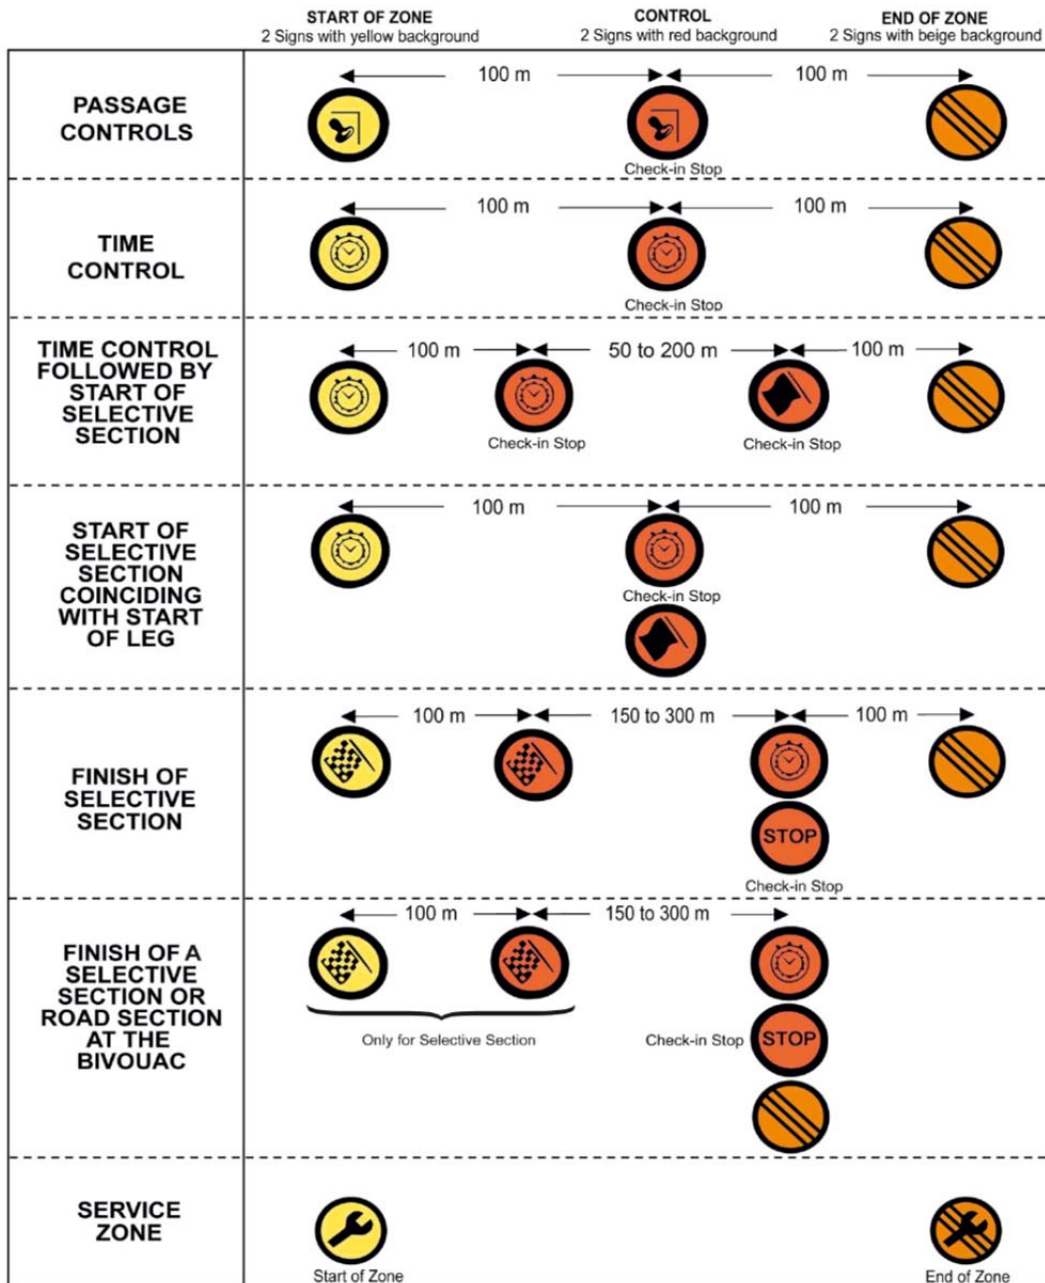 START OF ZONE
2 Signs with yellow background
CONTROL
2 Signs with red background
END OF ZONE
2 Signs with beige background
PASSAGE
CONTROLS
100 m
100 m
Check-in Stop
TIME
CONTROL
100 m
100 m
Check-in Stop
TIME CONTROL
FOLLOWED BY
START OF
SELECTIVE
SECTION
100 m
50 to 200 m
100 m
Check-in Stop
Check-in Stop
START OF
SELECTIVE
SECTION
COINCIDING
WITH START
OF LEG
100 m
100 m
Check-in Stop
FINISH OF
SELECTIVE
SECTION
100 m
150 to 300 m
100 m
STOP
Check-in Stop
FINISH OF A
SELECTIVE
SECTION OR
ROAD SECTION
AT THE
BIVOUAC
100 m
150 to 300 m
Only for Selective Section
Check-in Stop
STOP
SERVICE
ZONE
Start of Zone
End of Zone